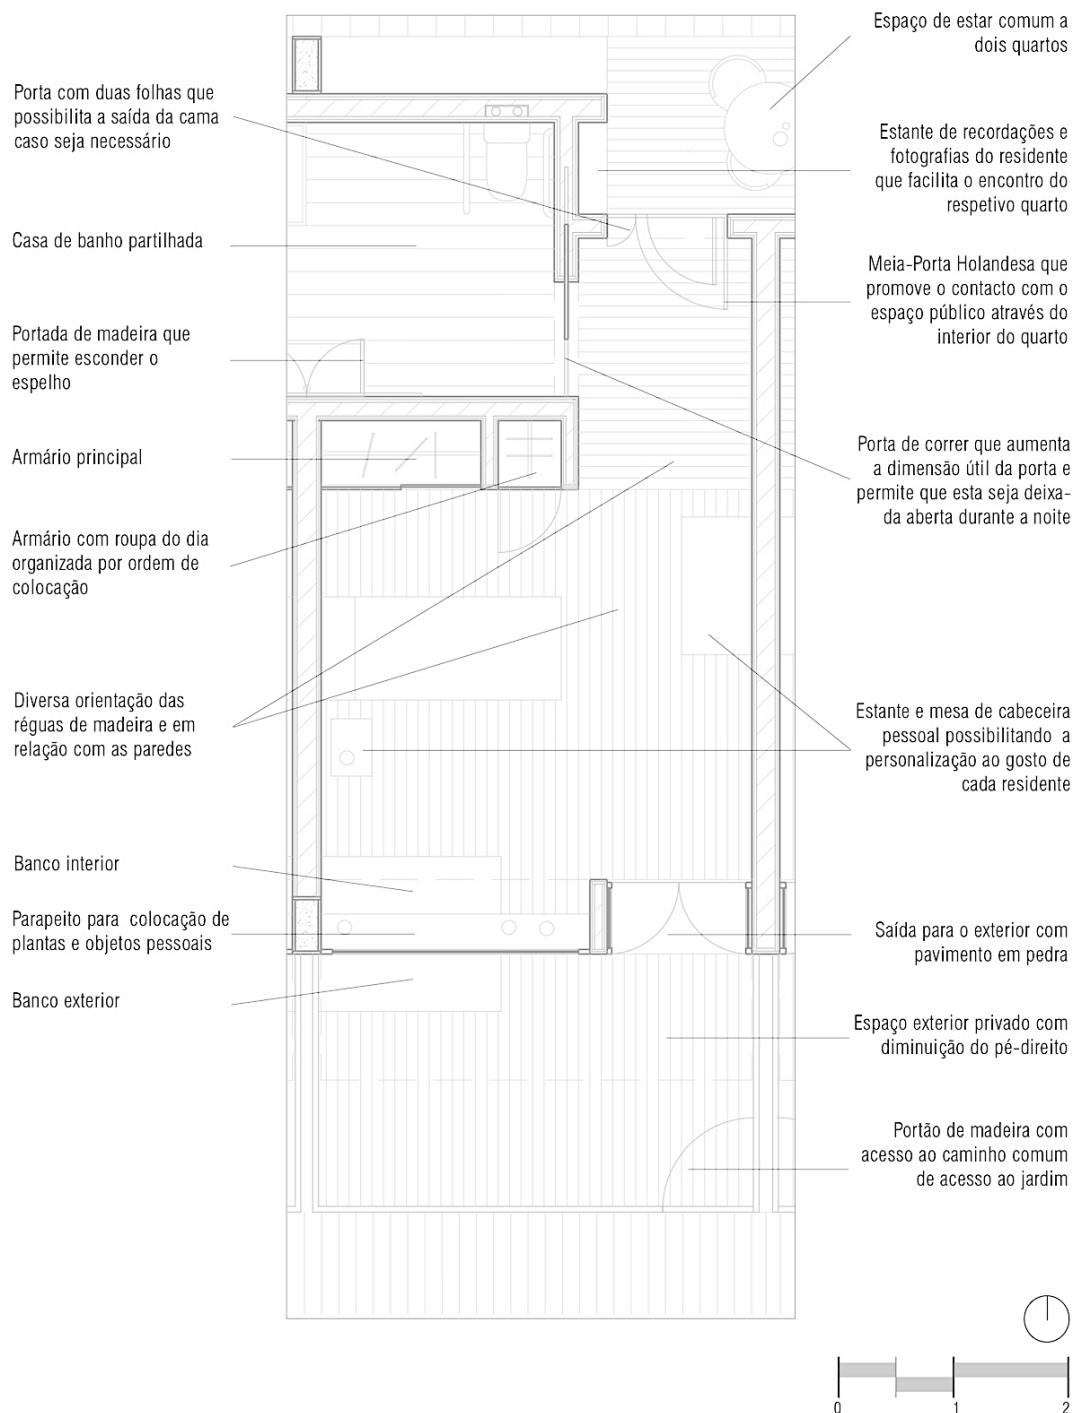 Porta com duas folhas que
possibilita a saída da cama
caso seja necessário
Casa de banho partilhada
Portada de madeira que
permite esconder o
espelho
Armário principal
Armário com roupa do dia
organizada por ordem de
colocação
Diversa orientação das
réguas de madeira e em
relação com as paredes
Banco interior
Parapeito para colocação de
plantas e objetos pessoais
Banco exterior
Espaço de estar comum a
dois quartos
Estante de recordações e
fotografias do residente
que facilita o encontro do
respetivo quarto
Meia-Porta Holandesa que
promove o contacto com o
espaço público através do
interior do quarto
Porta de correr que aumenta
a dimensão útil da porta e
permite que esta seja deixa-
da aberta durante a noite
Estante e mesa de cabeceira
pessoal possibilitando a
personalização ao gosto de
cada residente
Saída para o exterior com
pavimento em pedra
Espaço exterior privado com
diminuição do pé-direito
Portão de madeira com
acesso ao caminho comum
de acesso ao jardim
0 1 2